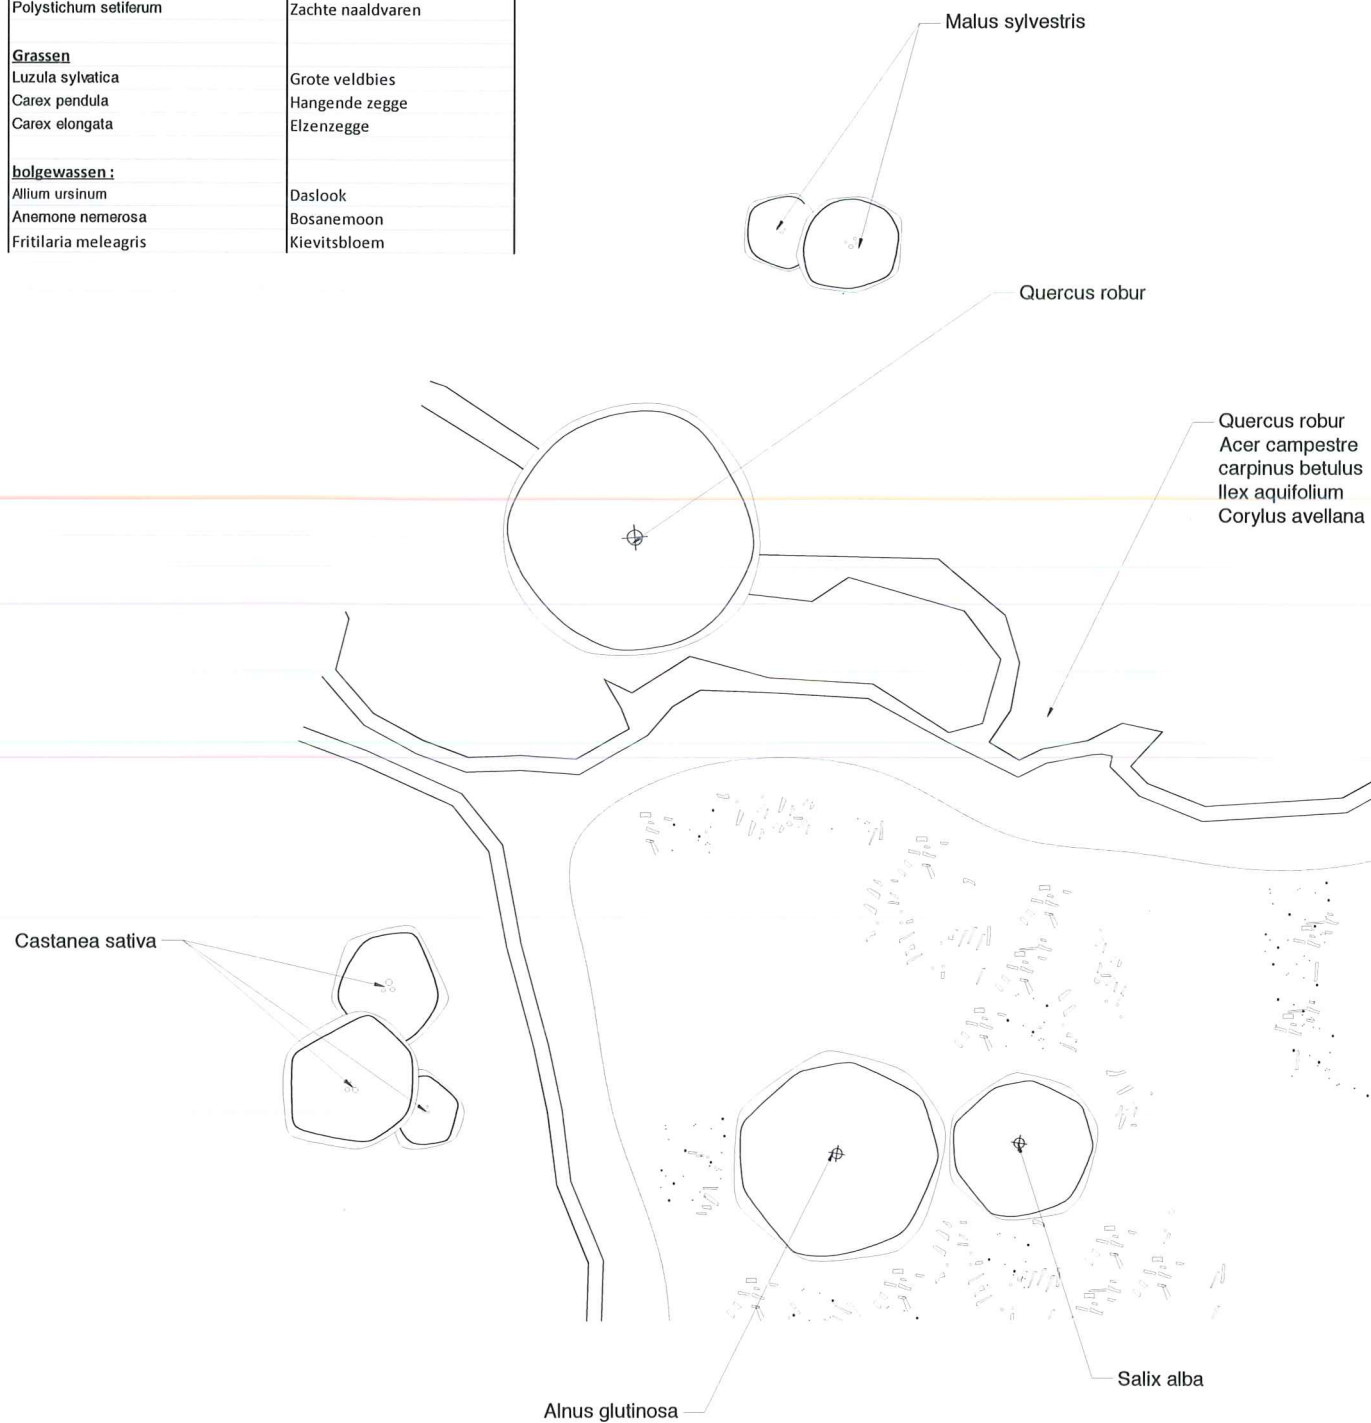 Polystichum setiferum Zachte naaldvaren
Grassen
Luzula sylvatica Grote veldbies
Carex pendula Hangende zegge
Carex elongata Elzenzegge
bolgewassen :
Allium ursinum Daslook
Anemone nemerosa Bosanemoon
Fritilaria meleagris Kievitsbloem
Malus sylvestris
Quercus robur
Quercus robur
Acer campestre
carpinus betulus
Ilex aquifolium
Corylus avellana
Castanea sativa
Salix alba
Alnus glutinosa